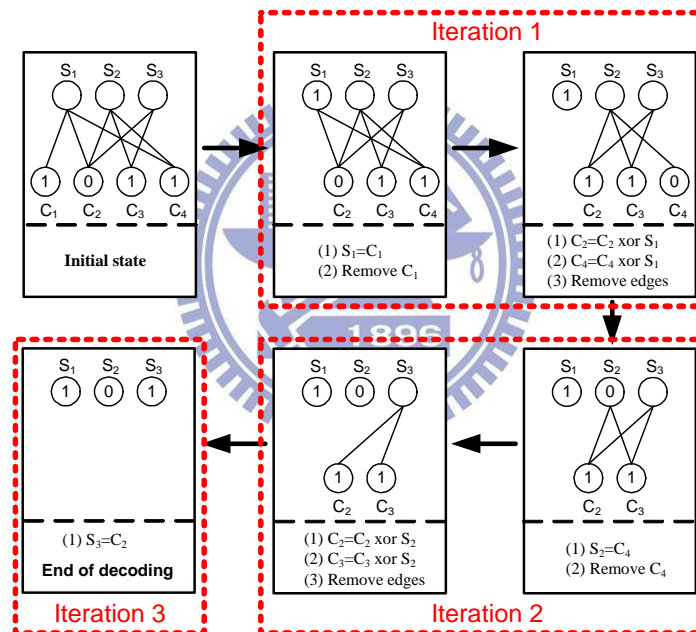 Iteration 1
S1 S2 S3
1 0 1 1
C1 C2 C3 C4
Initial state
S1 S2 S3
1
0 1 1
C2 C3 C4
(1) S1=C1
(2) Remove C1
S1 S2 S3
1
1 1 0
C2 C3 C4
(1) C2=C2 xor S1
(2) C4=C4 xor S1
(3) Remove edges
1896
S1 S2 S3
1 0
1 1
C2 C3
(1) S2=C4
(2) Remove C4
S1 S2 S3
1 0
1 1
C2 C3
(1) C2=C2 xor S2
(2) C3=C3 xor S2
(3) Remove edges
Iteration 2
S1 S2 S3
1 0 1
(1) S3=C2
End of decoding
Iteration 3